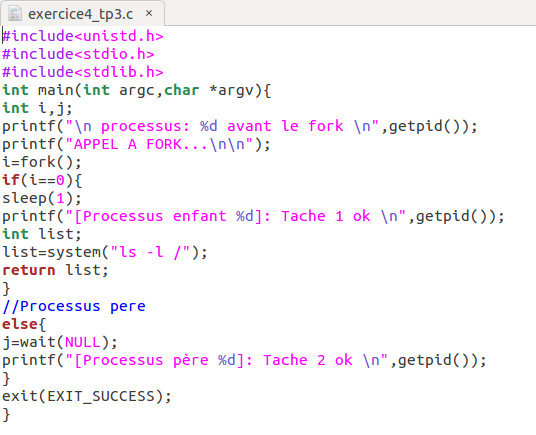 exercice4_tp3.c ×
#include<unistd.h>
#include<stdio.h>
#include<stdlib.h>
int main(int argc,char *argv){
int i,j;
printf("\n processus: %d avant le fork \n",getpid());
printf("APPEL A FORK...\n\n");
i=fork();
if(i==0){
sleep(1);
printf("[Processus enfant %d]: Tache 1 ok \n",getpid());
int list;
list=system("ls -l /");
return list;
}
//Processus pere
else{
j=wait(NULL);
printf("[Processus père %d]: Tache 2 ok \n",getpid());
}
exit(EXIT_SUCCESS);
}